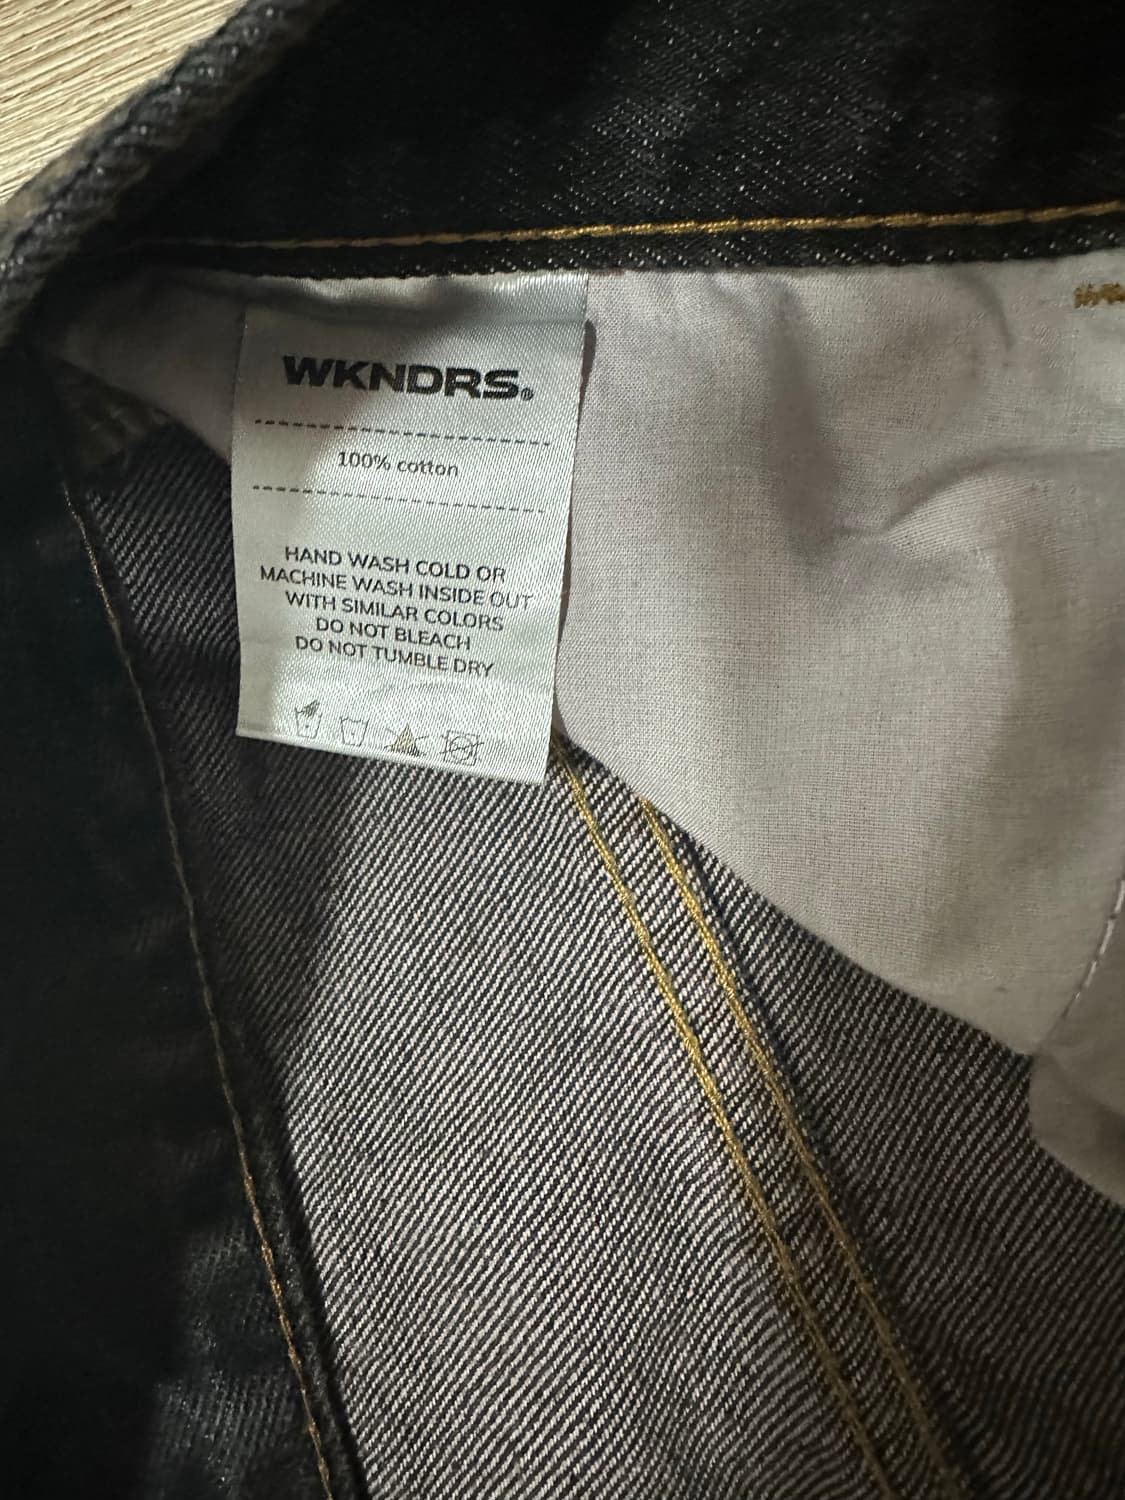 WKNDRS®
100% cotton
HAND WASH COLD OR
MACHINE WASH INSIDE OUT
WITH SIMILAR COLORS
DO NOT BLEACH
DO NOT TUMBLE DRY